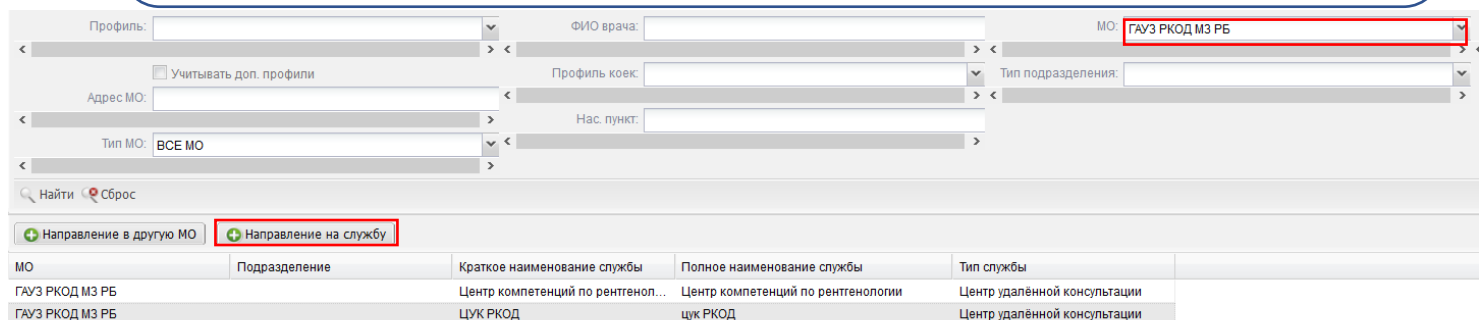 Профиль: ФИО врача: МО: ГАУЗ РКОД МЗ РБ
Учитывать доп. профили Профиль коек: Тип подразделения:
Адрес МО:
Нас. пункт:
Тип МО: ВСЕ МО
Найти Сброс
Направление в другую МО Направление на службу
МО Подразделение Краткое наименование службы Полное наименование службы Тип службы
ГАУЗ РКОД МЗ РБ Центр компетенций по рентгенол... Центр компетенций по рентгенологии Центр удалённой консультации
ГАУЗ РКОД МЗ РБ ЦУК РКОД цук РКОД Центр удалённой консультации